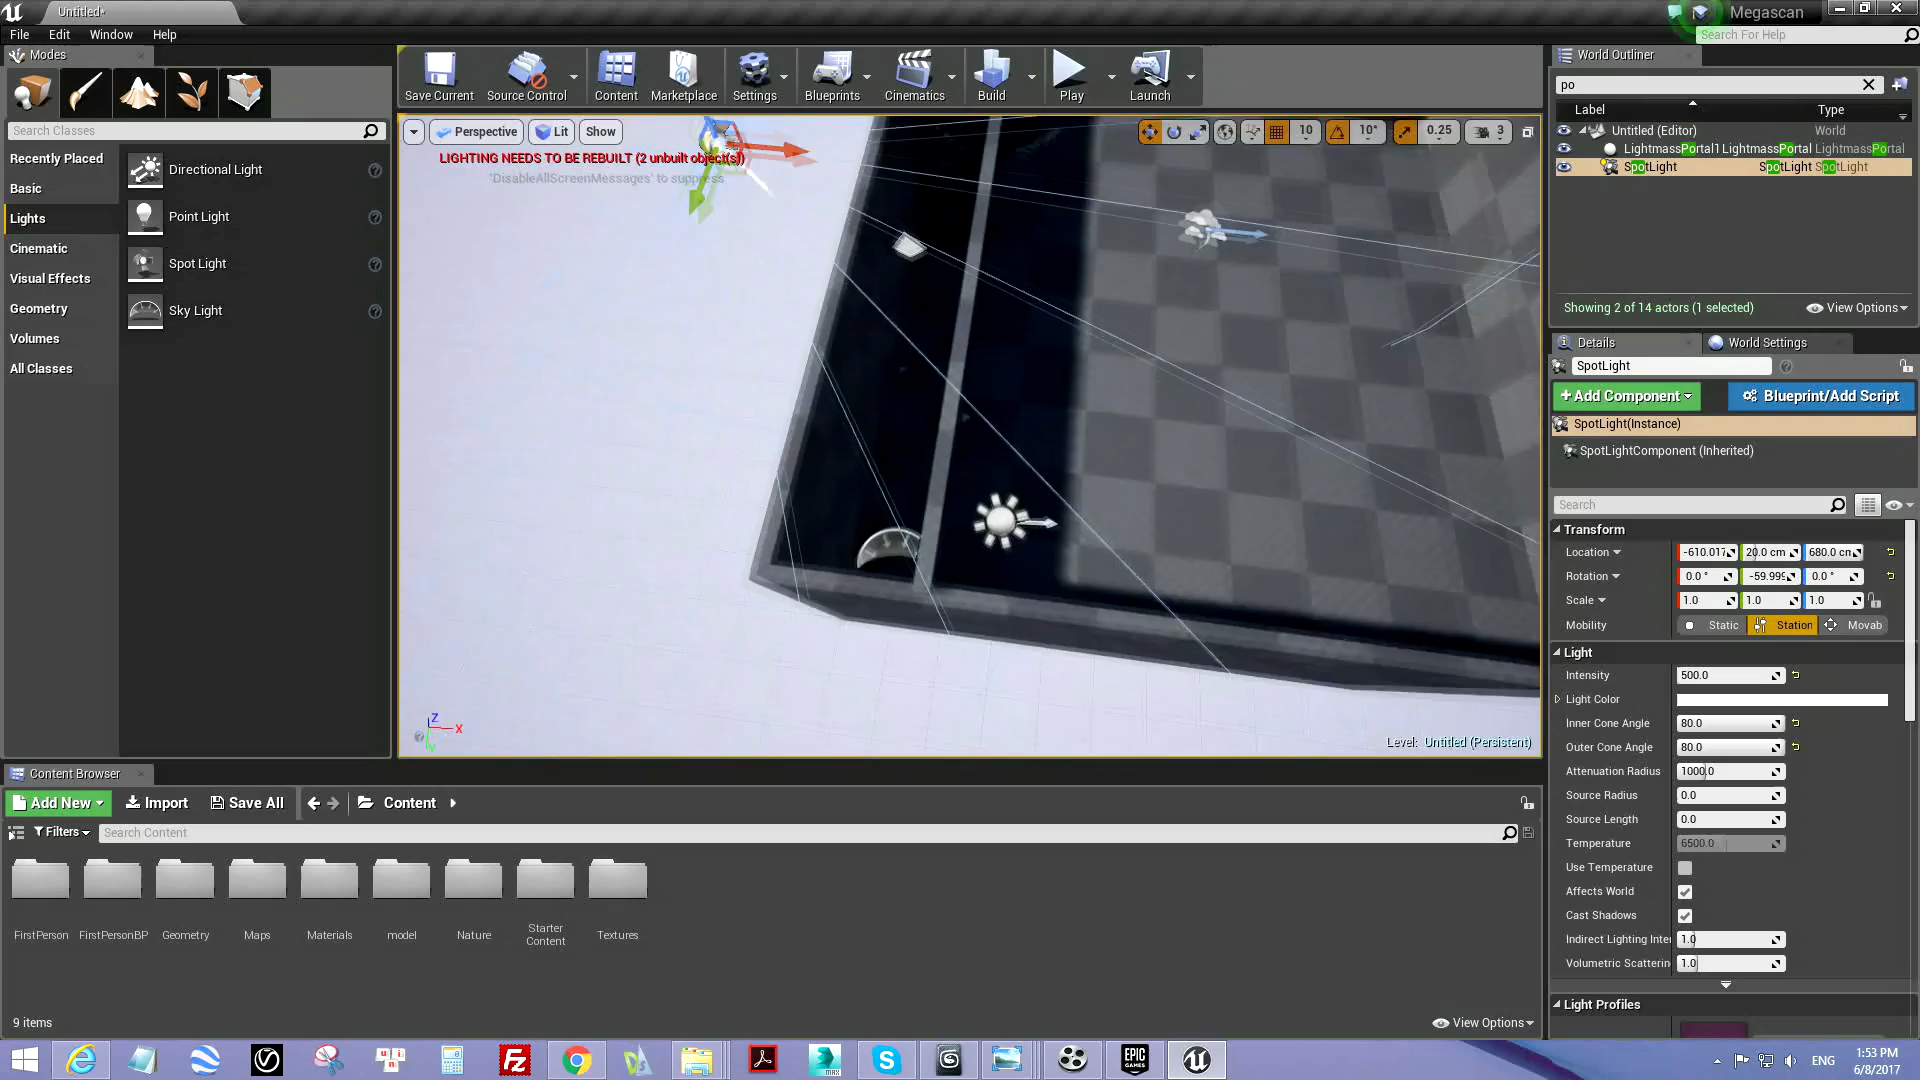 Untitled*
Megascan
File Edit Window Help
Search For Help
Modes
Search Classes
Recently Placed
Basic
Lights
Cinematic
Visual Effects
Geometry
Volumes
All Classes
Directional Light
Point Light
Spot Light
Sky Light
Save Current
Source Control
Content
Marketplace
Settings
Blueprints
Cinematics
Build
Play
Launch
Perspective
Lit
Show
10
10°
0.25
3
LIGHTING NEEDS TO BE REBUILT (2 unbuilt object(s))
'DisableAllScreenMessages' to suppress
Z
X
Y
Level: Untitled (Persistent)
World Outliner
po
Label Type
Untitled (Editor) World
LightmassPortal1 LightmassPortal LightmassPortal
SpotLight SpotLight SpotLight
Showing 2 of 14 actors (1 selected)
View Options
Details
World Settings
SpotLight
Add Component
Blueprint/Add Script
SpotLight(Instance)
SpotLightComponent (Inherited)
Search
Transform
Location -610.017 20.0 cm 680.0 cm
Rotation 0.0 ° -59.999 0.0 °
Scale 1.0 1.0 1.0
Mobility Static Station Movab
Light
Intensity 500.0
Light Color
Inner Cone Angle 80.0
Outer Cone Angle 80.0
Attenuation Radius 1000.0
Source Radius 0.0
Source Length 0.0
Temperature 6500.0
Use Temperature
Affects World
Cast Shadows
Indirect Lighting Inter 1.0
Volumetric Scatterin 1.0
Light Profiles
Content Browser
Add New
Import
Save All
Content
Filters
Search Content
FirstPerson
FirstPersonBP
Geometry
Maps
Materials
model
Nature
Starter
Content
Textures
9 items
View Options
MAX
EPIC
GAMES
ENG
1:53 PM
6/8/2017